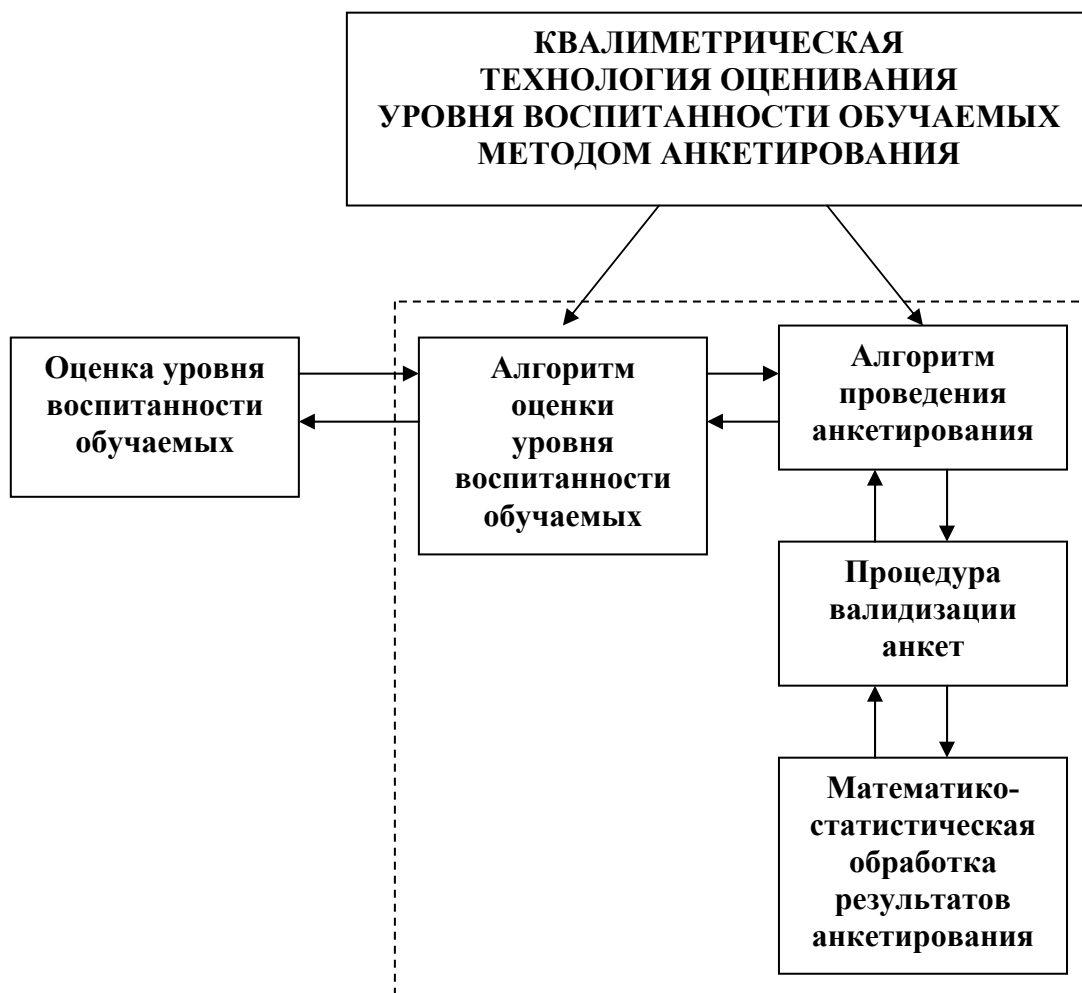 КВАЛИМЕТРИЧЕСКАЯ
ТЕХНОЛОГИЯ ОЦЕНИВАНИЯ
УРОВНЯ ВОСПИТАННОСТИ ОБУЧАЕМЫХ
МЕТОДОМ АНКЕТИРОВАНИЯ
Оценка уровня
воспитанности
обучаемых
Алгоритм
оценки
уровня
воспитанности
обучаемых
Алгоритм
проведения
анкетирования
Процедура
валидизации
анкет
Математико-
статистическая
обработка
результатов
анкетирования